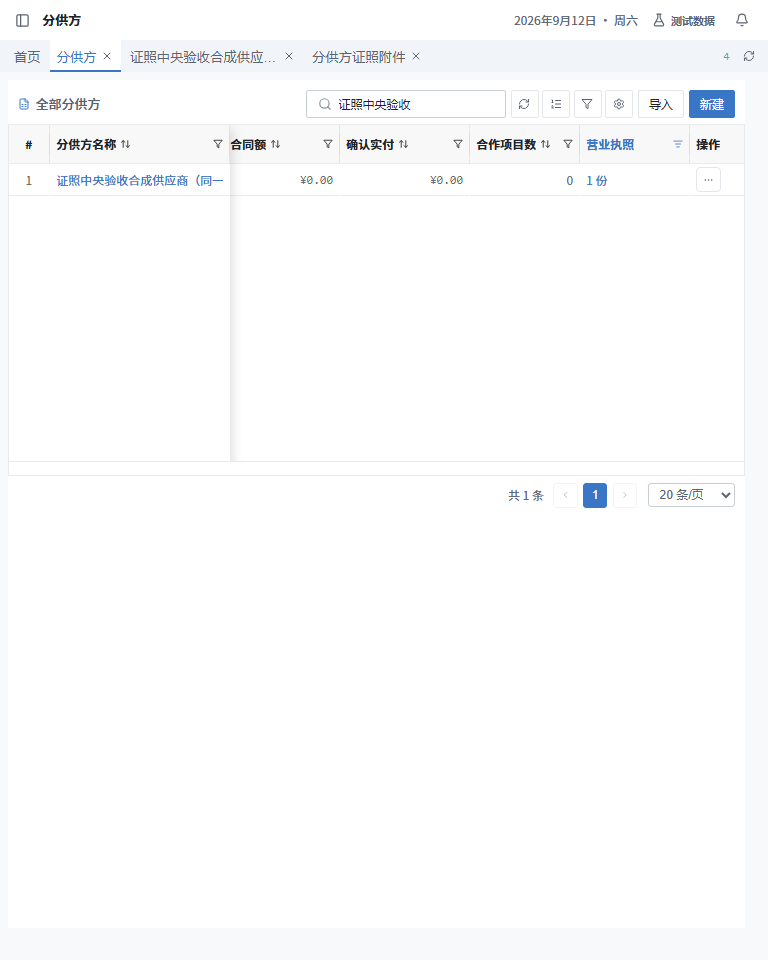 分供方
2026年9月12日 · 周六
测试数据
首页
分供方
证照中央验收合成供应...
分供方证照附件
4
全部分供方
证照中央验收
导入
新建
#
分供方名称
合同额
确认实付
合作项目数
营业执照
操作
1
证照中央验收合成供应商（同一
¥0.00
¥0.00
0
1 份
...
共 1 条
1
20 条/页